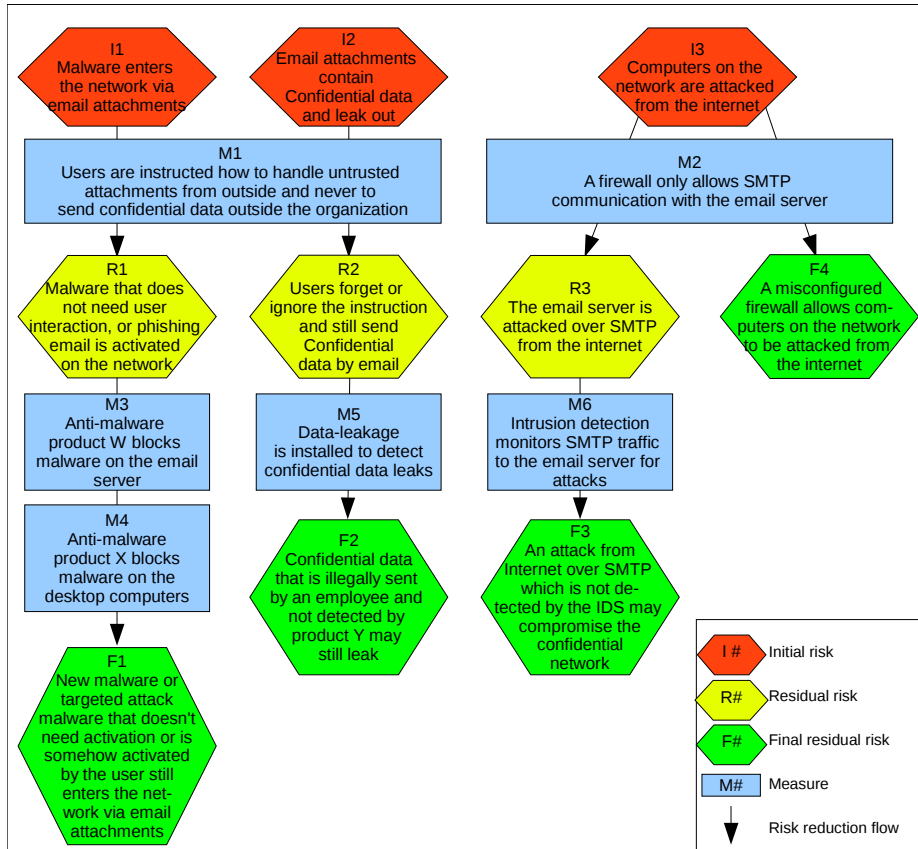 I1
Malware enters
the network via
email attachments
I2
Email attachments
contain
Confidential data
and leak out
I3
Computers on the
network are attacked
from the internet
M1
Users are instructed how to handle untrusted
attachments from outside and never to
send confidential data outside the organization
M2
A firewall only allows SMTP
communication with the email server
R1
Malware that does
not need user
interaction, or phishing
email is activated
on the network
R2
Users forget or
ignore the instruction
and still send
Confidential
data by email
R3
The email server is
attacked over SMTP
from the internet
F4
A misconfigured
firewall allows com-
puters on the network
to be attacked from
the internet
M3
Anti-malware
product W blocks
malware on the email
server
M5
Data-leakage
is installed to detect
confidential data leaks
M6
Intrusion detection
monitors SMTP traffic
to the email server for
attacks
M4
Anti-malware
product X blocks
malware on the
desktop computers
F2
Confidential data
that is illegally sent
by an employee and
not detected by
product Y may
still leak
F3
An attack from
Internet over SMTP
which is not de-
tected by the IDS may
compromise the
confidential
network
F1
New malware or
targeted attack
malware that doesn't
need activation or is
somehow activated
by the user still
enters the net-
work via email
attachments
I # Initial risk
R# Residual risk
F# Final residual risk
M# Measure
Risk reduction flow